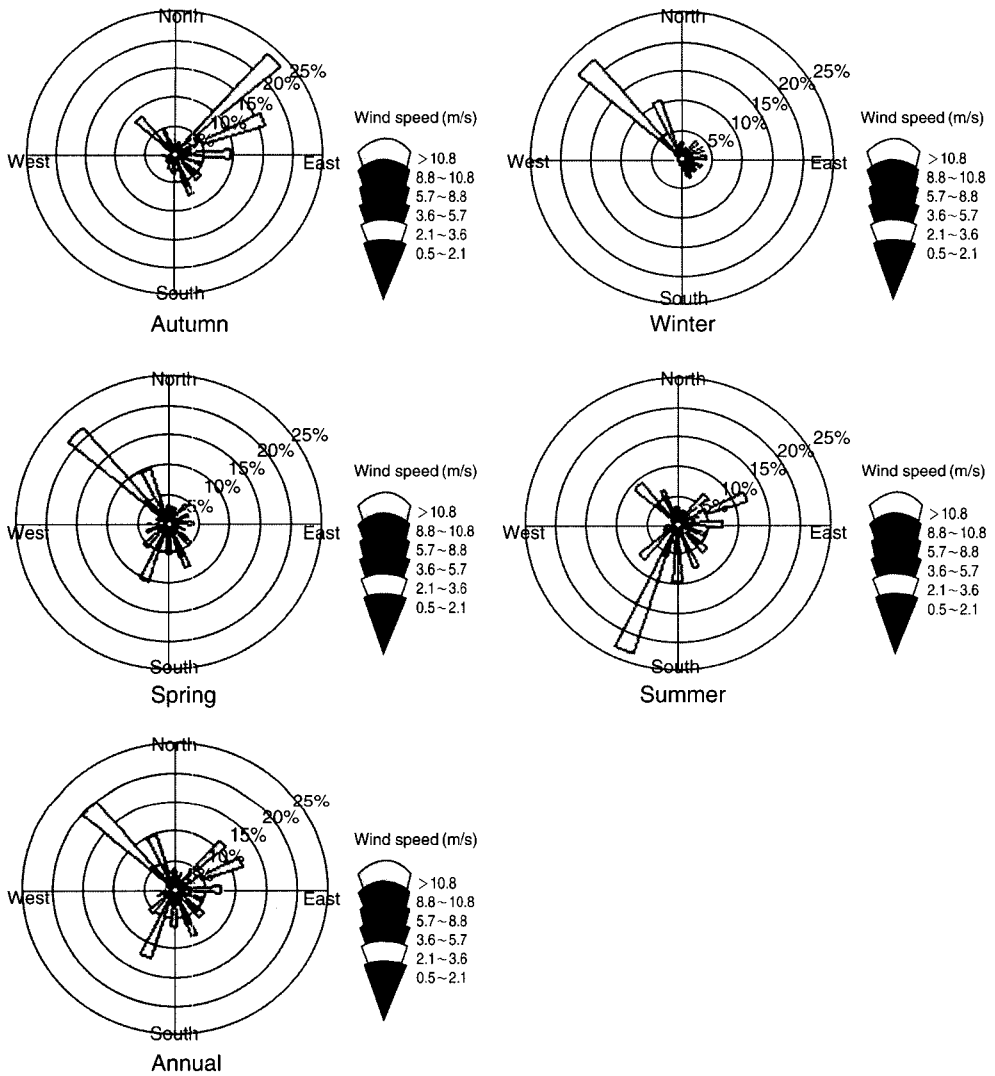 North
25%
20%
15%
10%
5%
West
East
South
Autumn
Wind speed (m/s)
>10.8
8.8~10.8
5.7~8.8
3.6~5.7
2.1~3.6
0.5~2.1
North
25%
20%
15%
10%
5%
West
East
South
Winter
Wind speed (m/s)
>10.8
8.8~10.8
5.7~8.8
3.6~5.7
2.1~3.6
0.5~2.1
North
25%
20%
15%
10%
5%
West
East
South
Spring
Wind speed (m/s)
>10.8
8.8~10.8
5.7~8.8
3.6~5.7
2.1~3.6
0.5~2.1
North
25%
20%
15%
10%
5%
West
East
South
Summer
Wind speed (m/s)
>10.8
8.8~10.8
5.7~8.8
3.6~5.7
2.1~3.6
0.5~2.1
North
25%
20%
15%
10%
5%
West
East
South
Annual
Wind speed (m/s)
>10.8
8.8~10.8
5.7~8.8
3.6~5.7
2.1~3.6
0.5~2.1